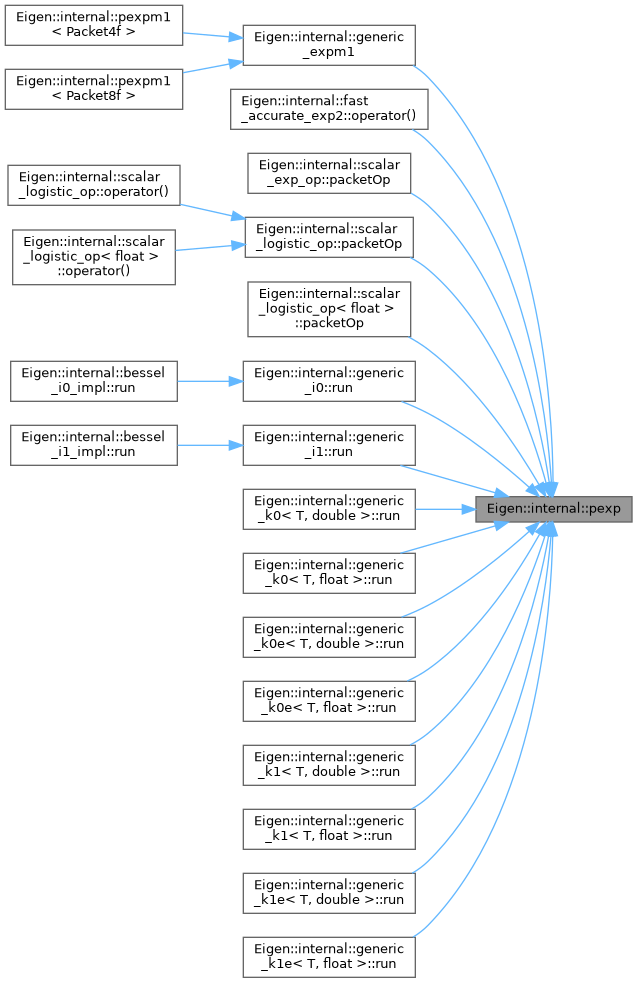 Eigen::internal::pexpm1
< Packet4f >
Eigen::internal::pexpm1
< Packet8f >
Eigen::internal::scalar
_logistic_op::operator()
Eigen::internal::scalar
_logistic_op< float >
::operator()
Eigen::internal::bessel
_i0_impl::run
Eigen::internal::bessel
_i1_impl::run
Eigen::internal::generic
_expm1
Eigen::internal::fast
_accurate_exp2::operator()
Eigen::internal::scalar
_exp_op::packetOp
Eigen::internal::scalar
_logistic_op::packetOp
Eigen::internal::scalar
_logistic_op< float >
::packetOp
Eigen::internal::generic
_i0::run
Eigen::internal::generic
_i1::run
Eigen::internal::generic
_k0< T, double >::run
Eigen::internal::generic
_k0< T, float >::run
Eigen::internal::generic
_k0e< T, double >::run
Eigen::internal::generic
_k0e< T, float >::run
Eigen::internal::generic
_k1< T, double >::run
Eigen::internal::generic
_k1< T, float >::run
Eigen::internal::generic
_k1e< T, double >::run
Eigen::internal::generic
_k1e< T, float >::run
Eigen::internal::pexp